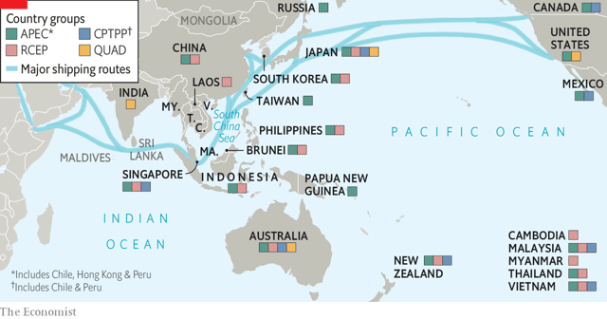 Country groups
APEC*
CPTPP†
RCEP
QUAD
Major shipping routes
RUSSIA
CANADA
MONGOLIA
UNITED
STATES
CHINA
JAPAN
MEXICO
SOUTH KOREA
LAOS
INDIA
TAIWAN
MY.
V.
T.
C.
South
China
Sea
PHILIPPINES
PACIFIC OCEAN
SRI
LANKA
MALDIVES
MA.
BRUNEI
SINGAPORE
INDONESIA
PAPUA NEW
GUINEA
INDIAN
OCEAN
AUSTRALIA
NEW
ZEALAND
CAMBODIA
MALAYSIA
MYANMAR
THAILAND
VIETNAM
*Includes Chile, Hong Kong & Peru
†Includes Chile & Peru
The Economist